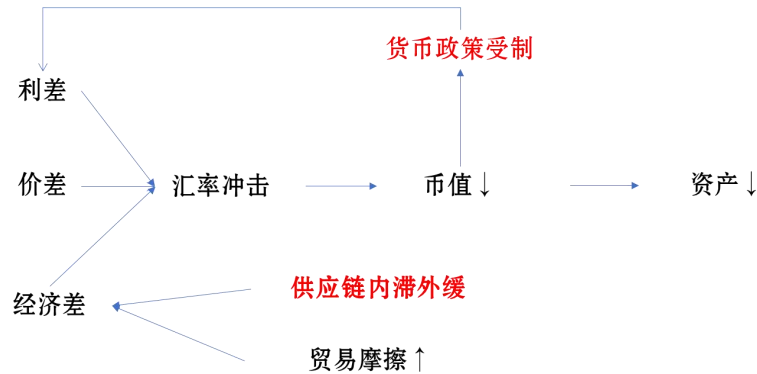 货币政策受制
利差
价差
汇率冲击
币值↓
资产↓
经济差
供应链内滞外缓
贸易摩擦↑